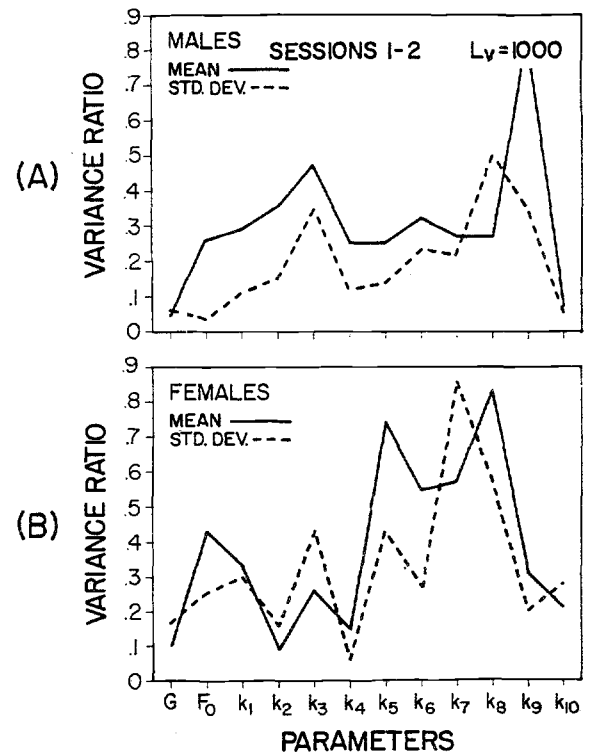 (A)
VARIANCE RATIO
.9
.8
.7
.6
.5
.4
.3
.2
.1
0
MALES SESSIONS 1-2 Lv=1000
MEAN
STD. DEV.
(B)
VARIANCE RATIO
.9
.8
.7
.6
.5
.4
.3
.2
.1
0
FEMALES
MEAN
STD. DEV.
G F0 k1 k2 k3 k4 k5 k6 k7 k8 k9 k10
PARAMETERS